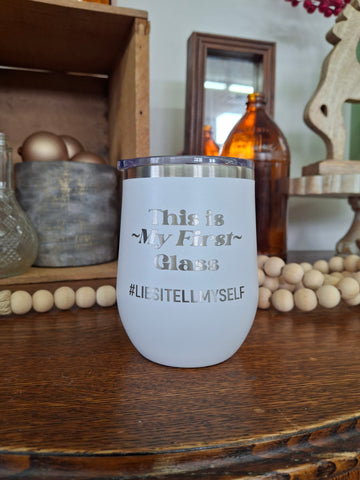 This is
~My First~
Glass
#LIESITELLMYSELF